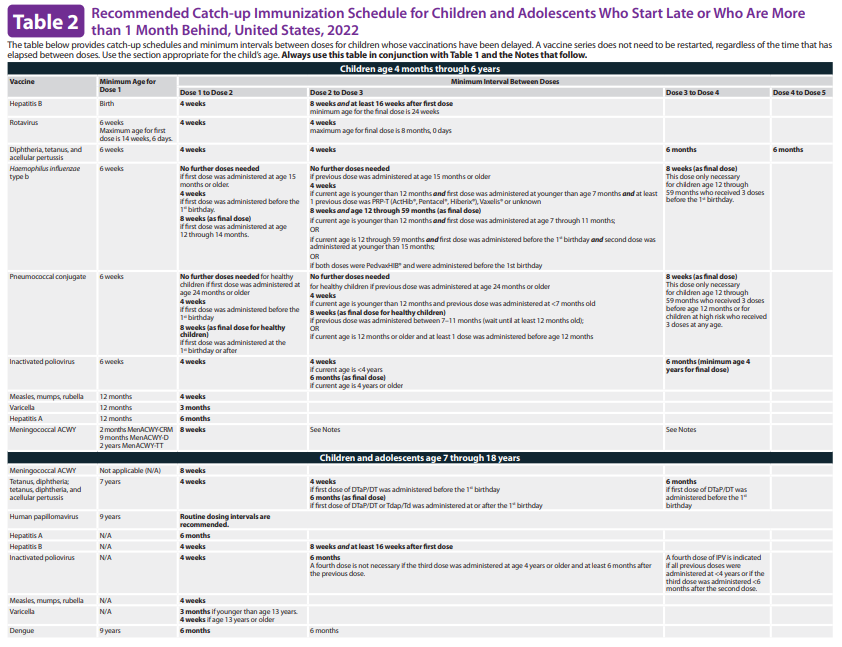 Table 2
Recommended Catch-up Immunization Schedule for Children and Adolescents Who Start Late or Who Are More
than 1 Month Behind, United States, 2022
The table below provides catch-up schedules and minimum intervals between doses for children whose vaccinations have been delayed. A vaccine series does not need to be restarted, regardless of the time that has
elapsed between doses. Use the section appropriate for the child's age. Always use this table in conjunction with Table 1 and the Notes that follow.
Children age 4 months through 6 years
Vaccine
Minimum Age for
Dose 1
Minimum Interval Between Doses
Dose 1 to Dose 2
Dose 2 to Dose 3
Dose 3 to Dose 4
Dose 4 to Dose 5
Hepatitis B
Birth
4 weeks
8 weeks and at least 16 weeks after first dose
minimum age for the final dose is 24 weeks
Rotavirus
6 weeks
Maximum age for first
dose is 14 weeks, 6 days.
4 weeks
4 weeks
maximum age for final dose is 8 months, 0 days
Diphtheria, tetanus, and
acellular pertussis
6 weeks
4 weeks
4 weeks
6 months
6 months
Haemophilus influenzae
type b
6 weeks
No further doses needed
if first dose was administered at age 15
months or older.
4 weeks
if first dose was administered before the
1st birthday.
8 weeks (as final dose)
if first dose was administered at age
12 through 14 months.
No further doses needed
if previous dose was administered at age 15 months or older
4 weeks
if current age is younger than 12 months and first dose was administered at younger than age 7 months and at least
1 previous dose was PRP-T (ActHib®, Pentacel®, Hiberix®), Vaxelis® or unknown
8 weeks and age 12 through 59 months (as final dose)
if current age is younger than 12 months and first dose was administered at age 7 through 11 months;
OR
if current age is 12 through 59 months and first dose was administered before the 1st birthday and second dose was
administered at younger than 15 months;
OR
if both doses were PedvaxHIB® and were administered before the 1st birthday
8 weeks (as final dose)
This dose only necessary
for children age 12 through
59 months who received 3 doses
before the 1st birthday.
Pneumococcal conjugate
6 weeks
No further doses needed for healthy
children if first dose was administered at
age 24 months or older
4 weeks
if first dose was administered before the
1st birthday
8 weeks (as final dose for healthy
children)
if first dose was administered at the
1st birthday or after
No further doses needed
for healthy children if previous dose was administered at age 24 months or older
4 weeks
if current age is younger than 12 months and previous dose was administered at <7 months old
8 weeks (as final dose for healthy children)
if previous dose was administered between 7–11 months (wait until at least 12 months old);
OR
if current age is 12 months or older and at least 1 dose was administered before age 12 months
8 weeks (as final dose)
This dose only necessary
for children age 12 through
59 months who received 3 doses
before age 12 months or for
children at high risk who received
3 doses at any age.
Inactivated poliovirus
6 weeks
4 weeks
4 weeks
if current age is <4 years
6 months (as final dose)
if current age is 4 years or older
6 months (minimum age 4
years for final dose)
Measles, mumps, rubella
12 months
4 weeks
Varicella
12 months
3 months
Hepatitis A
12 months
6 months
Meningococcal ACWY
2 months MenACWY-CRM
9 months MenACWY-D
2 years MenACWY-TT
8 weeks
See Notes
See Notes
Children and adolescents age 7 through 18 years
Meningococcal ACWY
Not applicable (N/A)
8 weeks
Tetanus, diphtheria;
tetanus, diphtheria, and
acellular pertussis
7 years
4 weeks
4 weeks
if first dose of DTaP/DT was administered before the 1st birthday
6 months (as final dose)
if first dose of DTaP/DT or Tdap/Td was administered at or after the 1st birthday
6 months
if first dose of DTaP/DT was
administered before the 1st
birthday
Human papillomavirus
9 years
Routine dosing intervals are
recommended.
Hepatitis A
N/A
6 months
Hepatitis B
N/A
4 weeks
8 weeks and at least 16 weeks after first dose
Inactivated poliovirus
N/A
4 weeks
6 months
A fourth dose is not necessary if the third dose was administered at age 4 years or older and at least 6 months after
the previous dose.
A fourth dose of IPV is indicated
if all previous doses were
administered at <4 years or if the
third dose was administered <6
months after the second dose.
Measles, mumps, rubella
N/A
4 weeks
Varicella
N/A
3 months if younger than age 13 years.
4 weeks if age 13 years or older
Dengue
9 years
6 months
6 months